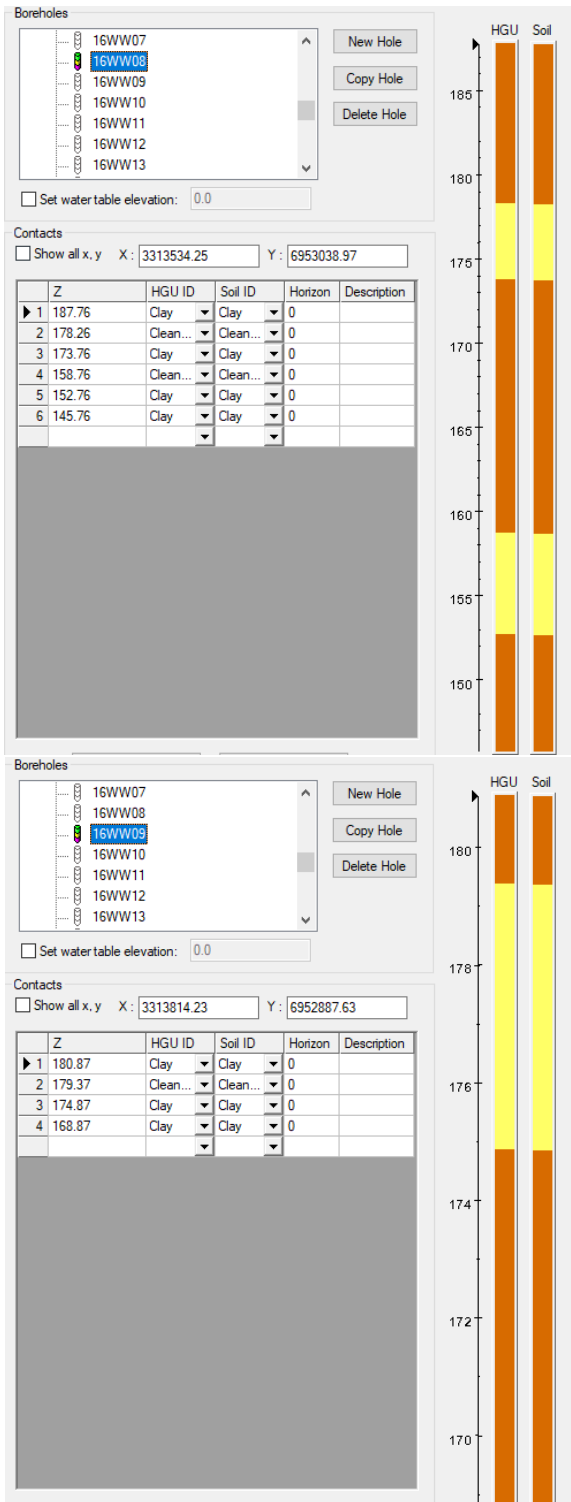 Boreholes
HGU Soil
16WW07
16WW08
16WW09
16WW10
16WW11
16WW12
16WW13
New Hole
Copy Hole
Delete Hole
Set water table elevation: 0.0
Contacts
Show all x, y X : 3313534.25 Y : 6953038.97
Z HGU ID Soil ID Horizon Description
1 187.76 Clay Clay 0
2 178.26 Clean... Clean... 0
3 173.76 Clay Clay 0
4 158.76 Clean... Clean... 0
5 152.76 Clay Clay 0
6 145.76 Clay Clay 0
185
180
175
170
165
160
155
150
Boreholes
HGU Soil
16WW07
16WW08
16WW09
16WW10
16WW11
16WW12
16WW13
New Hole
Copy Hole
Delete Hole
Set water table elevation: 0.0
Contacts
Show all x, y X : 3313814.23 Y : 6952887.63
Z HGU ID Soil ID Horizon Description
1 180.87 Clay Clay 0
2 179.37 Clean... Clean... 0
3 174.87 Clay Clay 0
4 168.87 Clay Clay 0
180
178
176
174
172
170